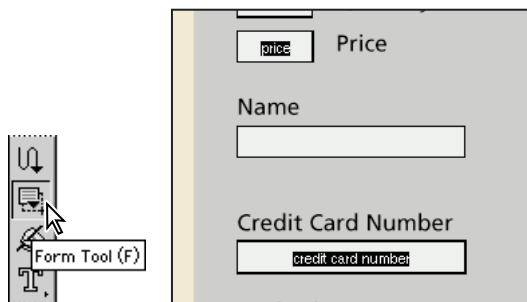 price Price
Name
Credit Card Number
credit card number
Form Tool (F)
T